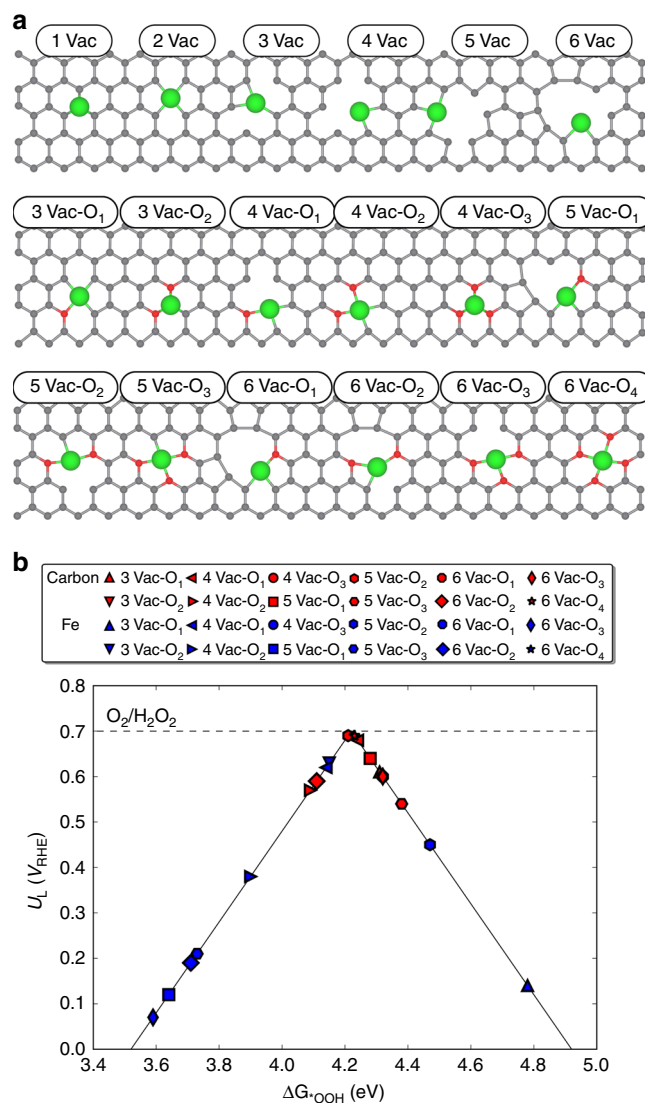 a
1 Vac 2 Vac 3 Vac 4 Vac 5 Vac 6 Vac
3 Vac-O₁ 3 Vac-O₂ 4 Vac-O₁ 4 Vac-O₂ 4 Vac-O₃ 5 Vac-O₁
5 Vac-O₂ 5 Vac-O₃ 6 Vac-O₁ 6 Vac-O₂ 6 Vac-O₃ 6 Vac-O₄
b
Carbon 3 Vac-O₁ 4 Vac-O₁ 4 Vac-O₃ 5 Vac-O₂ 6 Vac-O₁ 6 Vac-O₃
3 Vac-O₂ 4 Vac-O₂ 5 Vac-O₁ 5 Vac-O₃ 6 Vac-O₂ 6 Vac-O₄
Fe 3 Vac-O₁ 4 Vac-O₁ 4 Vac-O₃ 5 Vac-O₂ 6 Vac-O₁ 6 Vac-O₃
3 Vac-O₂ 4 Vac-O₂ 5 Vac-O₁ 5 Vac-O₃ 6 Vac-O₂ 6 Vac-O₄
0.8
O₂/H₂O₂
0.7
0.6
0.5
0.4
0.3
0.2
0.1
0.0
U_L (V_RHE)
3.4 3.6 3.8 4.0 4.2 4.4 4.6 4.8 5.0
ΔG*OOH (eV)